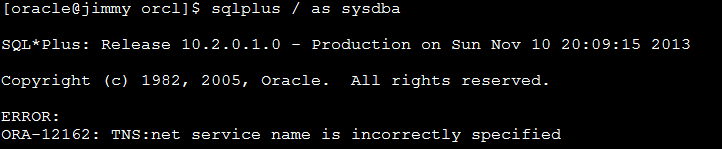 [oracle@jimmy orcl]$ sqlplus / as sysdba
SQL*Plus: Release 10.2.0.1.0 - Production on Sun Nov 10 20:09:15 2013
Copyright (c) 1982, 2005, Oracle.  All rights reserved.
ERROR:
ORA-12162: TNS:net service name is incorrectly specified